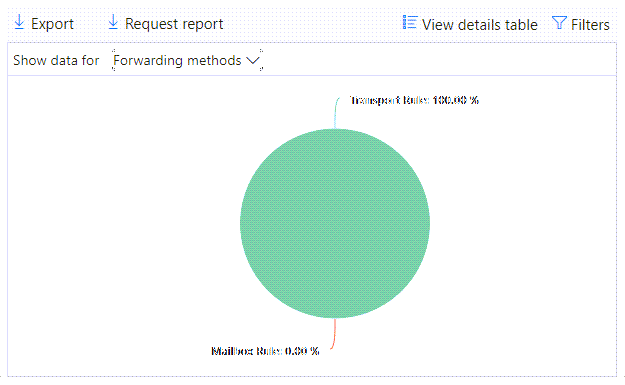 Export Request report View details table Filters
Show data for Forwarding methods
Transport Rule: 100.00 %
Mailbox Rule: 0.00 %